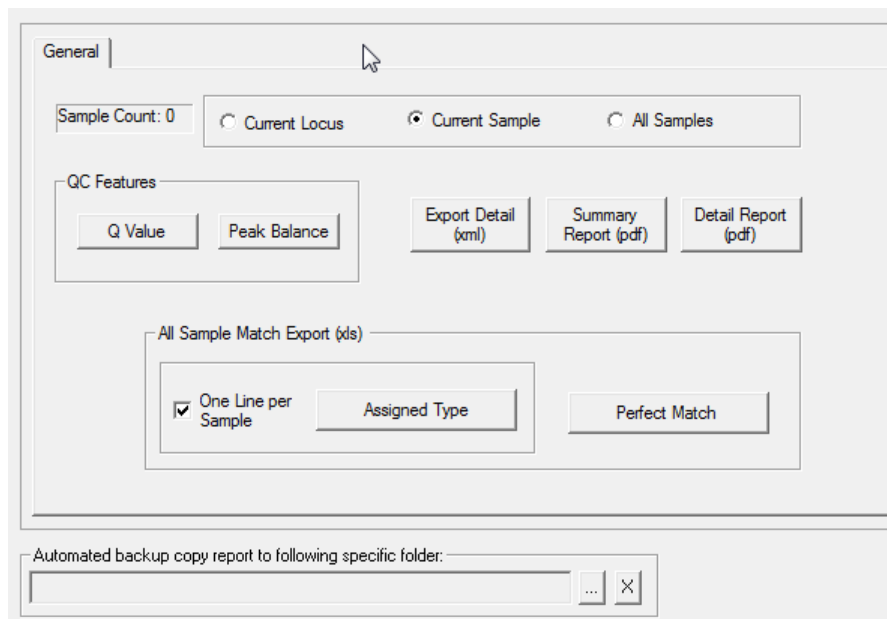 General
Sample Count: 0
Current Locus
Current Sample
All Samples
QC Features
Q Value
Peak Balance
Export Detail
(xml)
Summary
Report (pdf)
Detail Report
(pdf)
All Sample Match Export (xls)
One Line per
Sample
Assigned Type
Perfect Match
Automated backup copy report to following specific folder:
...
X